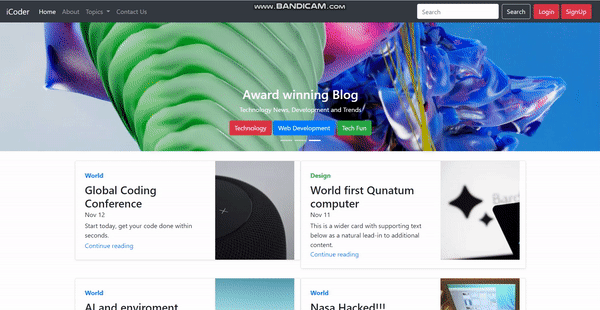 www.BANDICAM.com
iCoder Home About Topics Contact Us Search Search Login SignUp
Award winning Blog
Technology News, Development and Trends
Technology Web Development Tech Fun
World
Global Coding
Conference
Nov 12
Start today, get your code done within
seconds.
Continue reading
Design
World first Qunatum
computer
Nov 11
This is a wider card with supporting text
below as a natural lead-in to additional
content.
Continue reading
Bard
World
AI and enviroment
World
Nasa Hacked!!!